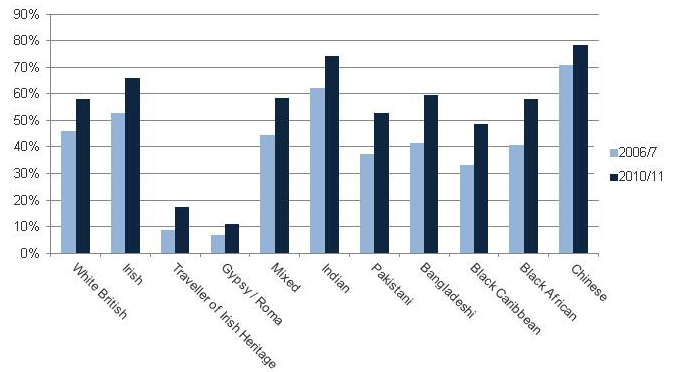 90%
80%
70%
60%
50%
40%
30%
20%
10%
0%
White British
Irish
Traveller of Irish Heritage
Gypsy / Roma
Mixed
Indian
Pakistani
Bangladeshi
Black Caribbean
Black African
Chinese
2006/7
2010/11